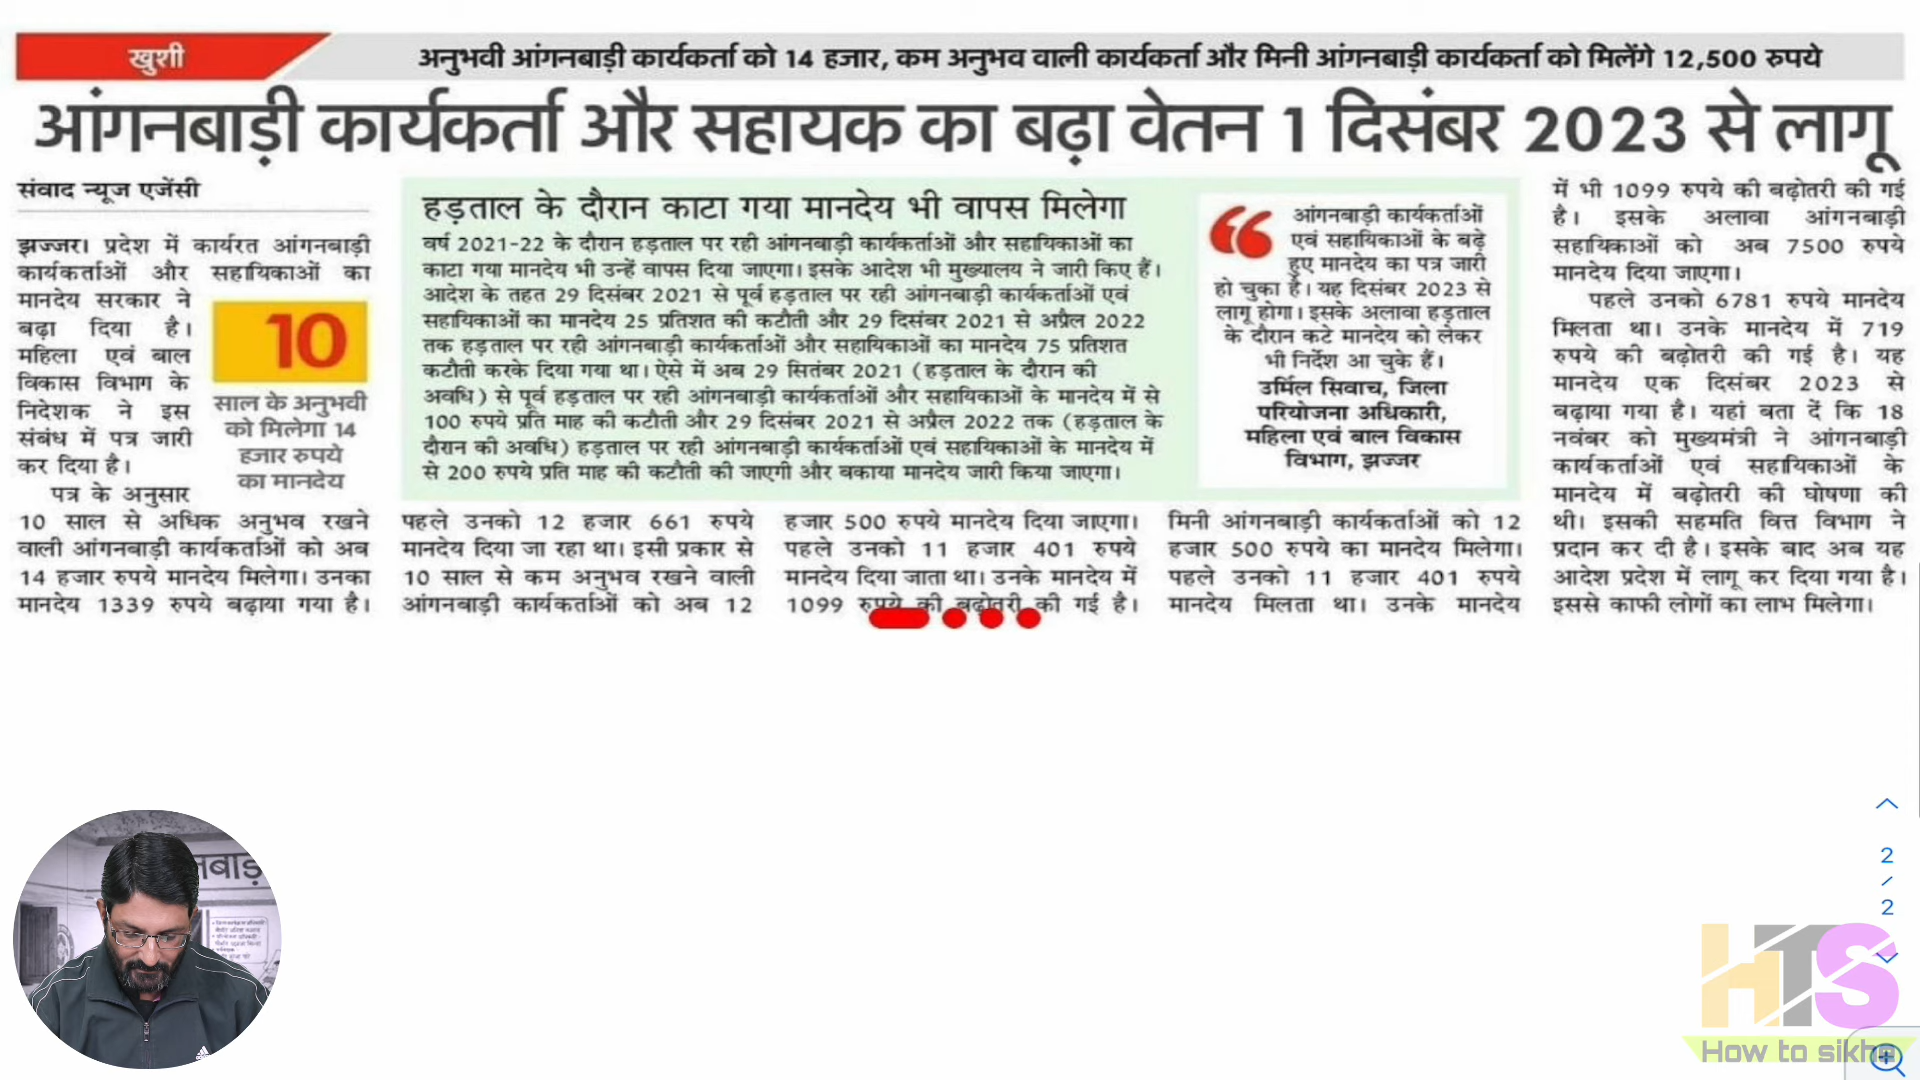 खुशी
अनुभवी आंगनबाड़ी कार्यकर्ता को 14 हजार, कम अनुभव वाली कार्यकर्ता और मिनी आंगनबाड़ी कार्यकर्ता को मिलेंगे 12,500 रुपये
आंगनबाड़ी कार्यकर्ता और सहायक का बढ़ा वेतन 1 दिसंबर 2023 से लागू
संवाद न्यूज एजेंसी
झज्जर। प्रदेश में कार्यरत आंगनबाड़ी
कार्यकर्ताओं और सहायिकाओं का
मानदेय सरकार ने
बढ़ा दिया है।
महिला एवं बाल
विकास विभाग के
निदेशक ने इस
संबंध में पत्र जारी
कर दिया है।
पत्र के अनुसार
10 साल से अधिक अनुभव रखने
वाली आंगनबाड़ी कार्यकर्ताओं को अब
14 हजार रुपये मानदेय मिलेगा। उनका
मानदेय 1339 रुपये बढ़ाया गया है।
10
साल के अनुभवी
को मिलेगा 14
हजार रुपये
का मानदेय
हड़ताल के दौरान काटा गया मानदेय भी वापस मिलेगा
वर्ष 2021-22 के दौरान हड़ताल पर रही आंगनबाड़ी कार्यकर्ताओं और सहायिकाओं का
काटा गया मानदेय भी उन्हें वापस दिया जाएगा। इसके आदेश भी मुख्यालय ने जारी किए हैं।
आदेश के तहत 29 दिसंबर 2021 से पूर्व हड़ताल पर रही आंगनबाड़ी कार्यकर्ताओं एवं
सहायिकाओं का मानदेय 25 प्रतिशत की कटौती और 29 दिसंबर 2021 से अप्रैल 2022
तक हड़ताल पर रही आंगनबाड़ी कार्यकर्ताओं और सहायिकाओं का मानदेय 75 प्रतिशत
कटौती करके दिया गया था। ऐसे में अब 29 सितंबर 2021 (हड़ताल के दौरान की
अवधि) से पूर्व हड़ताल पर रही आंगनबाड़ी कार्यकर्ताओं और सहायिकाओं के मानदेय में से
100 रुपये प्रति माह की कटौती और 29 दिसंबर 2021 से अप्रैल 2022 तक (हड़ताल के
दौरान की अवधि) हड़ताल पर रही आंगनबाड़ी कार्यकर्ताओं एवं सहायिकाओं के मानदेय में
से 200 रुपये प्रति माह की कटौती की जाएगी और बकाया मानदेय जारी किया जाएगा।
आंगनबाड़ी कार्यकर्ताओं
एवं सहायिकाओं के बढ़े
हुए मानदेय का पत्र जारी
हो चुका है। यह दिसंबर 2023 से
लागू होगा। इसके अलावा हड़ताल
के दौरान कटे मानदेय को लेकर
भी निर्देश आ चुके हैं।
उर्मिल सिवाच, जिला
परियोजना अधिकारी,
महिला एवं बाल विकास
विभाग, झज्जर
पहले उनको 12 हजार 661 रुपये
मानदेय दिया जा रहा था। इसी प्रकार से
10 साल से कम अनुभव रखने वाली
आंगनबाड़ी कार्यकर्ताओं को अब 12
हजार 500 रुपये मानदेय दिया जाएगा।
पहले उनको 11 हजार 401 रुपये
मानदेय दिया जाता था। उनके मानदेय में
1099 रुपये की बढ़ोतरी की गई है।
मिनी आंगनबाड़ी कार्यकर्ताओं को 12
हजार 500 रुपये का मानदेय मिलेगा।
पहले उनको 11 हजार 401 रुपये
मानदेय मिलता था। उनके मानदेय
में भी 1099 रुपये की बढ़ोतरी की गई
है। इसके अलावा आंगनबाड़ी
सहायिकाओं को अब 7500 रुपये
मानदेय दिया जाएगा।
पहले उनको 6781 रुपये मानदेय
मिलता था। उनके मानदेय में 719
रुपये की बढ़ोतरी की गई है। यह
मानदेय एक दिसंबर 2023 से
बढ़ाया गया है। यहां बता दें कि 18
नवंबर को मुख्यमंत्री ने आंगनबाड़ी
कार्यकर्ताओं एवं सहायिकाओं के
मानदेय में बढ़ोतरी की घोषणा की
थी। इसकी सहमति वित्त विभाग ने
प्रदान कर दी है। इसके बाद अब यह
आदेश प्रदेश में लागू कर दिया गया है।
इससे काफी लोगों का लाभ मिलेगा।
2
/
2
HTS
How to sikhe